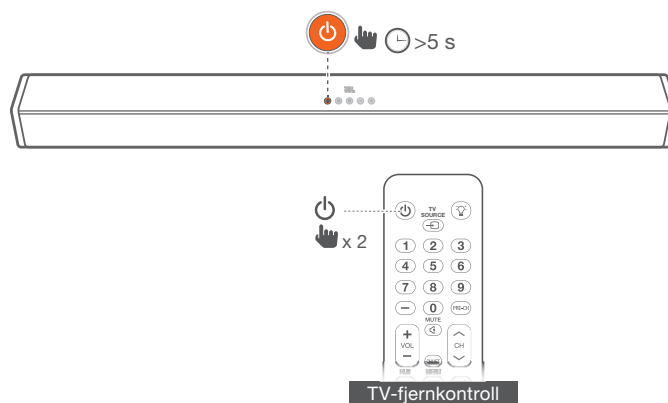 >5 s
JBL
x 2
TV
SOURCE
1 2 3
4 5 6
7 8 9
– 0 PRE-CH
MUTE
+
VOL
–
CH
TV-fjernkontroll